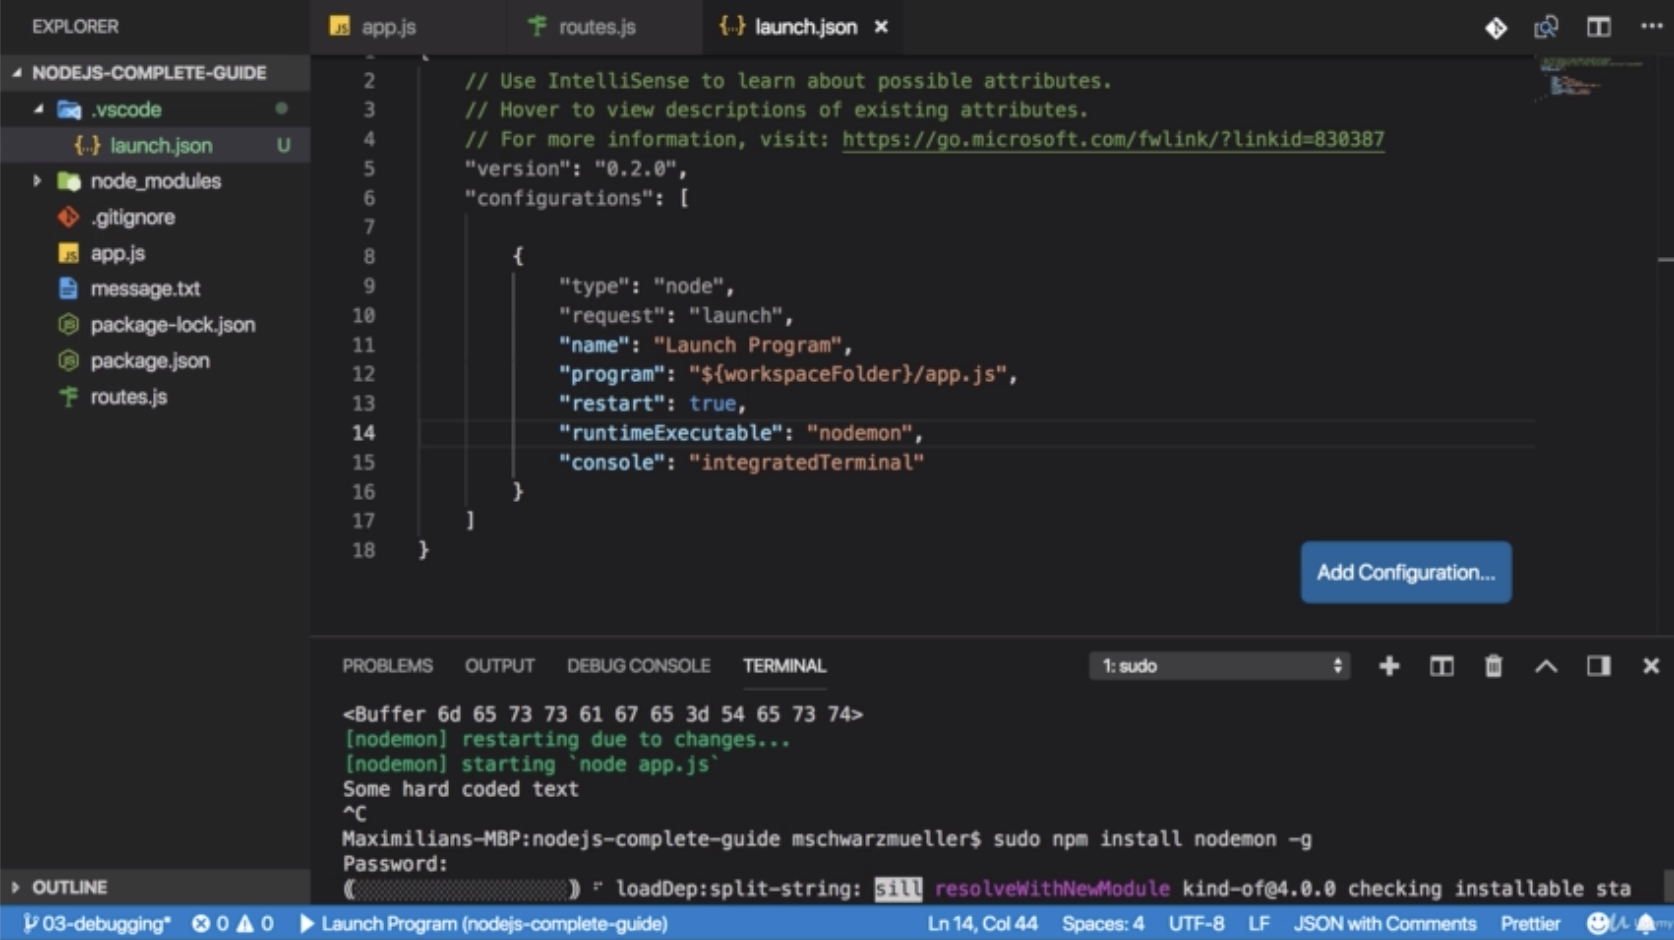 EXPLORER
app.js
routes.js
launch.json
NODEJS-COMPLETE-GUIDE
.vscode
launch.json U
node_modules
.gitignore
app.js
message.txt
package-lock.json
package.json
routes.js
OUTLINE
2 // Use IntelliSense to learn about possible attributes.
3 // Hover to view descriptions of existing attributes.
4 // For more information, visit: https://go.microsoft.com/fwlink/?linkid=830387
5 "version": "0.2.0",
6 "configurations": [
7
8 {
9 "type": "node",
10 "request": "launch",
11 "name": "Launch Program",
12 "program": "${workspaceFolder}/app.js",
13 "restart": true,
14 "runtimeExecutable": "nodemon",
15 "console": "integratedTerminal"
16 }
17 ]
18 }
Add Configuration...
PROBLEMS OUTPUT DEBUG CONSOLE TERMINAL 1: sudo
<Buffer 6d 65 73 73 61 67 65 3d 54 65 73 74>
[nodemon] restarting due to changes...
[nodemon] starting `node app.js`
Some hard coded text
^C
Maximilians-MBP:nodejs-complete-guide mschwarzmueller$ sudo npm install nodemon -g
Password:
loadDep:split-string: sill resolveWithNewModule kind-of@4.0.0 checking installable sta
03-debugging* 0 0 Launch Program (nodejs-complete-guide) Ln 14, Col 44 Spaces: 4 UTF-8 LF JSON with Comments Prettier